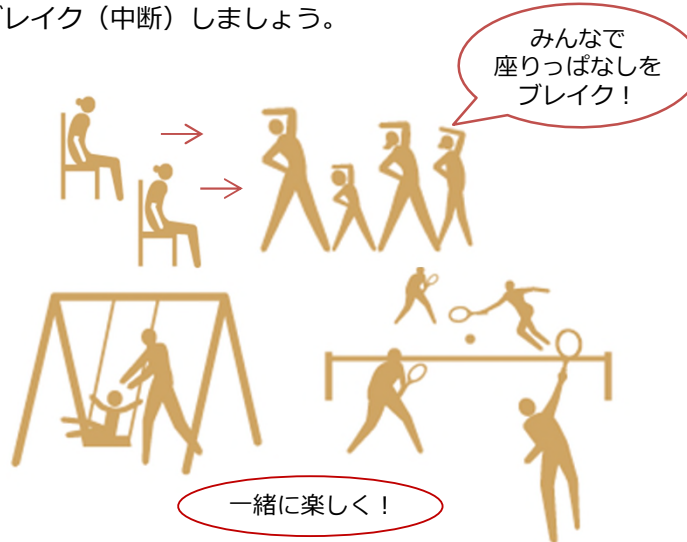 ブレイク（中断）しましょう。
みんなで
座りっぱなしを
ブレイク！
一緒に楽しく！